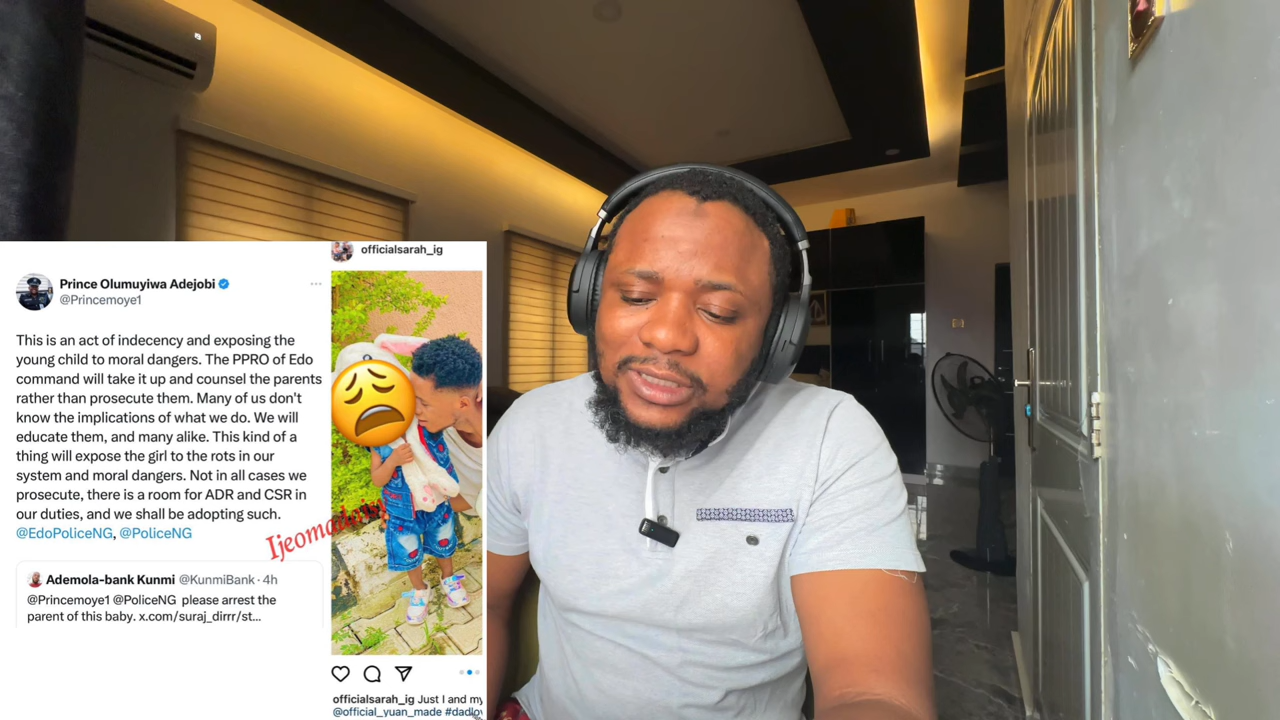 Prince Olumuyiwa Adejobi
@Princemoye1
This is an act of indecency and exposing the
young child to moral dangers. The PPRO of Edo
command will take it up and counsel the parents
rather than prosecute them. Many of us don't
know the implications of what we do. We will
educate them, and many alike. This kind of a
thing will expose the girl to the rots in our
system and moral dangers. Not in all cases we
prosecute, there is a room for ADR and CSR in
our duties, and we shall be adopting such.
@EdoPoliceNG, @PoliceNG
Ademola-bank Kunmi @KunmiBank · 4h
@Princemoye1 @PoliceNG please arrest the
parent of this baby. x.com/suraj_dirrr/st...
officialsarah_ig
officialsarah_ig Just I and my
@official_yuan_made